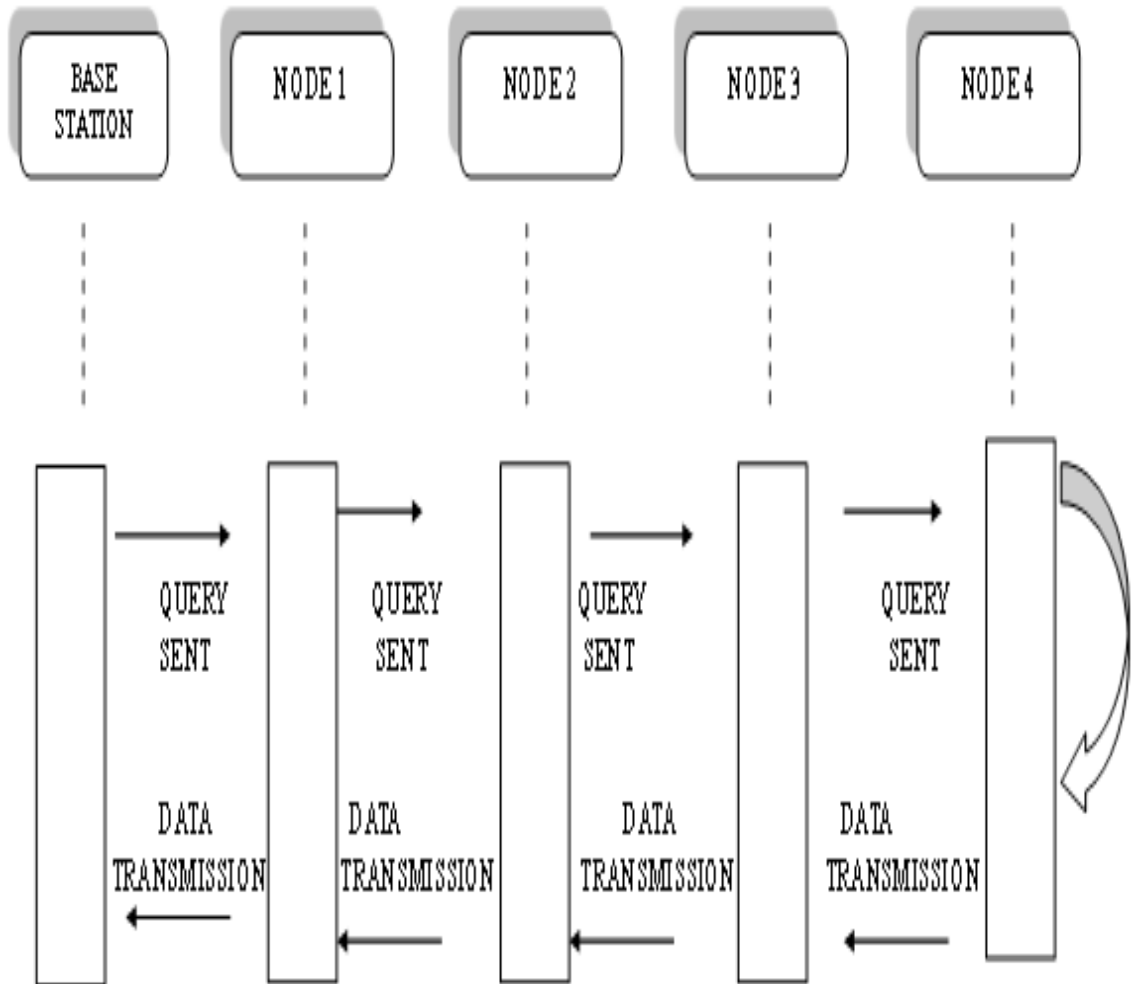 BASE
STATION
NODE 1
NODE 2
NODE 3
NODE 4
QUERY
SENT
QUERY
SENT
QUERY
SENT
QUERY
SENT
DATA
TRANSMISSION
DATA
TRANSMISSION
DATA
TRANSMISSION
DATA
TRANSMISSION